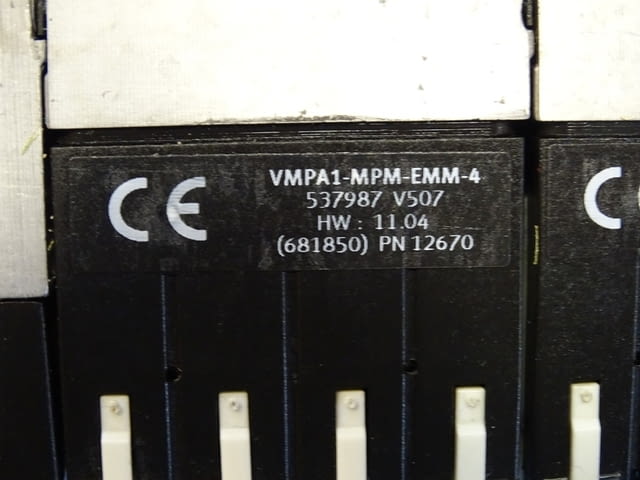 CE
VMPA1-MPM-EMM-4
537987 V507
HW : 11.04
(681850) PN 12670
C